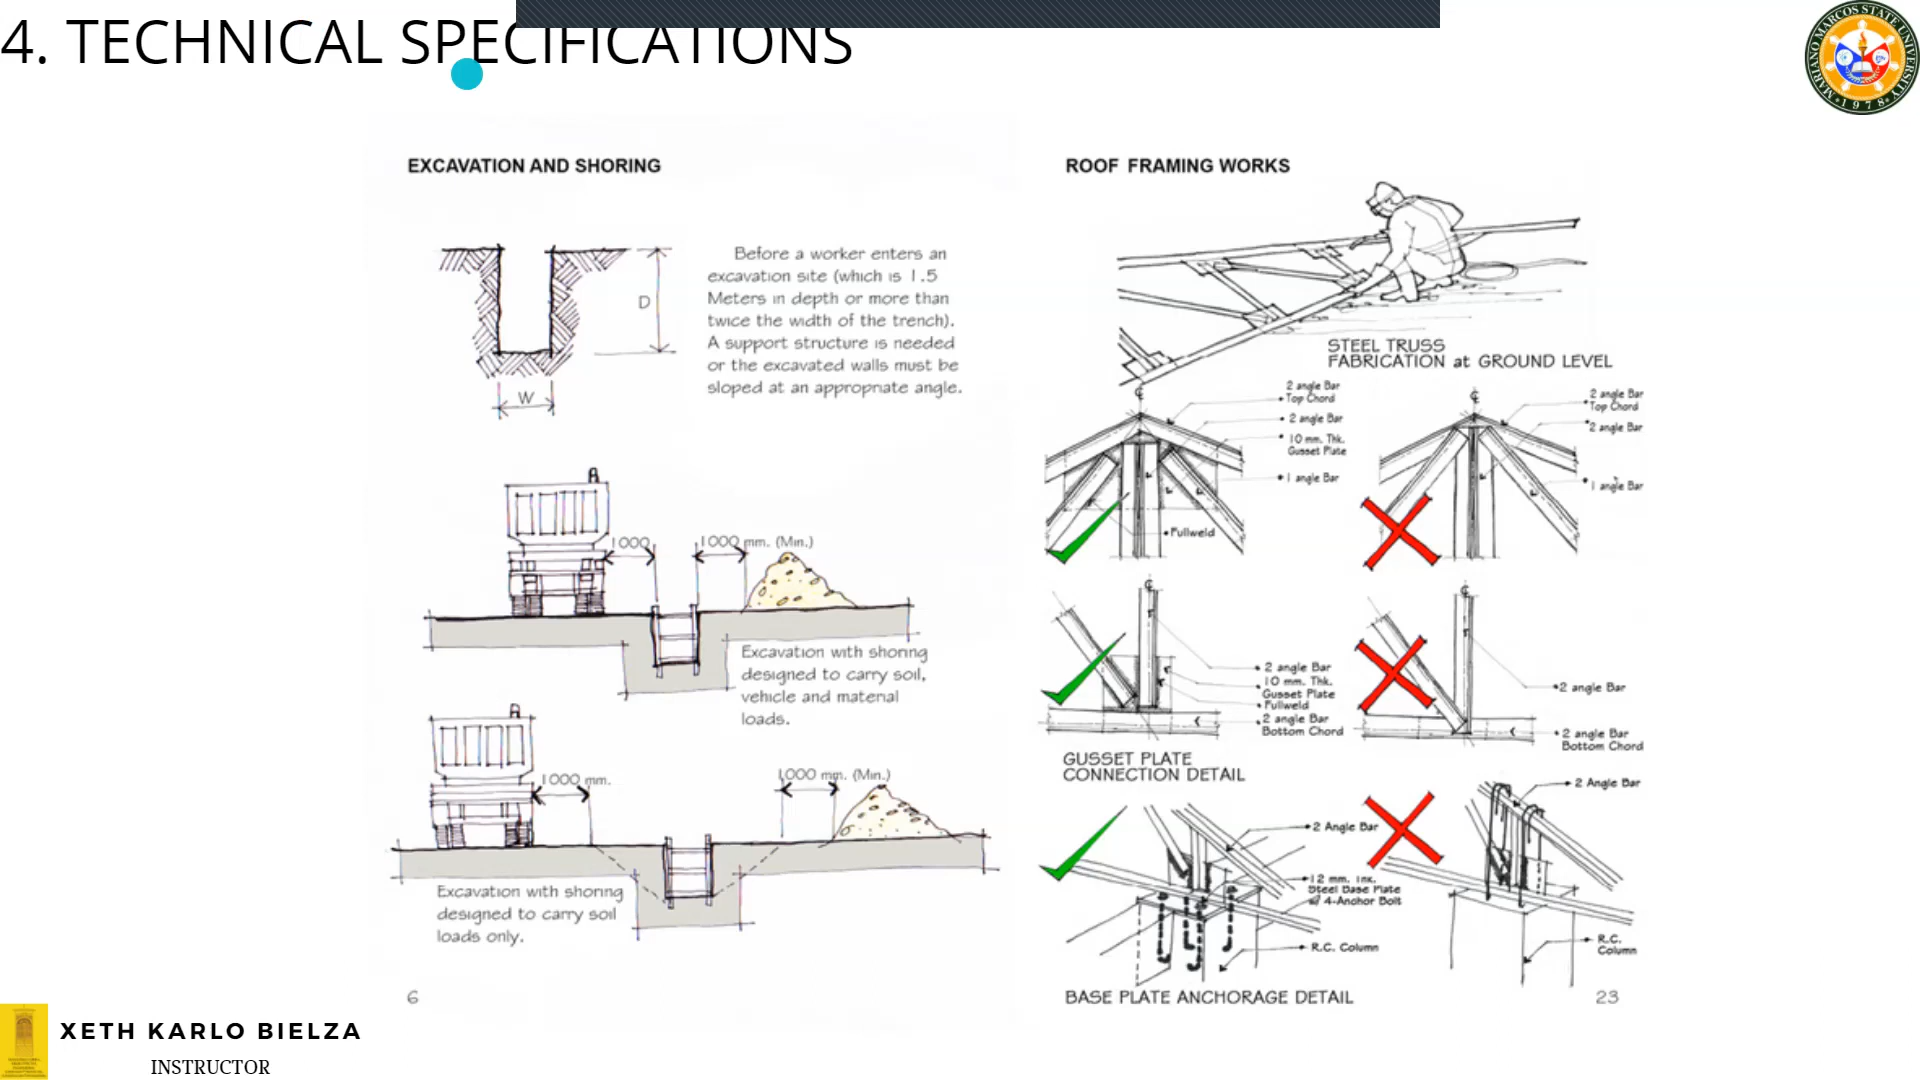 4. TECHNICAL SPECIFICATIONS
MARIANO MARCOS STATE UNIVERSITY
1978
EXCAVATION AND SHORING
D
W
Before a worker enters an
excavation site (which is 1.5
Meters in depth or more than
twice the width of the trench).
A support structure is needed
or the excavated walls must be
sloped at an appropriate angle.
1000
1000 mm. (Min.)
Excavation with shoring
designed to carry soil,
vehicle and material
loads.
1000 mm.
1000 mm. (Min.)
Excavation with shoring
designed to carry soil
loads only.
6
ROOF FRAMING WORKS
STEEL TRUSS
FABRICATION at GROUND LEVEL
2 angle Bar
Top Chord
2 angle Bar
10 mm. Thk.
Gusset Plate
1 angle Bar
Fullweld
2 angle Bar
Top Chord
2 angle Bar
1 angle Bar
2 angle Bar
10 mm. Thk.
Gusset Plate
Fullweld
2 angle Bar
Bottom Chord
2 angle Bar
2 angle Bar
Bottom Chord
GUSSET PLATE
CONNECTION DETAIL
2 Angle Bar
12 mm. Thk.
Steel Base Plate
w/ 4-Anchor Bolt
R.C. Column
2 Angle Bar
R.C.
Column
BASE PLATE ANCHORAGE DETAIL
23
XETH KARLO BIELZA
INSTRUCTOR